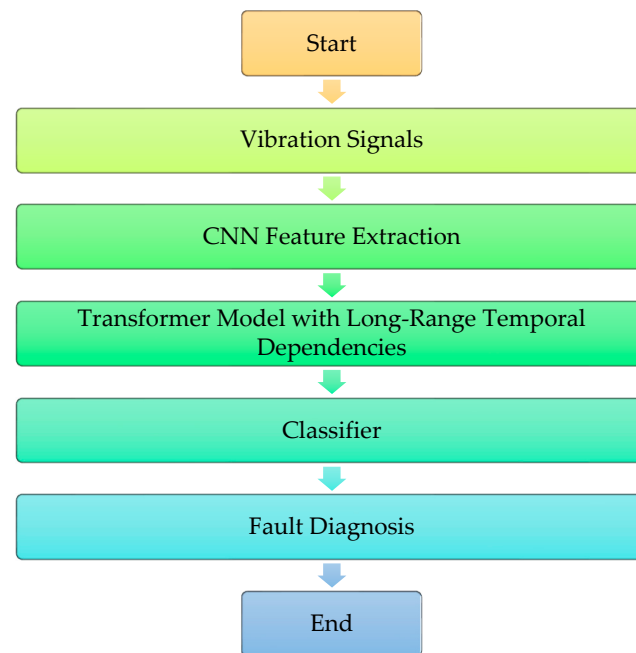 Start
Vibration Signals
CNN Feature Extraction
Transformer Model with Long-Range Temporal
Dependencies
Classifier
Fault Diagnosis
End